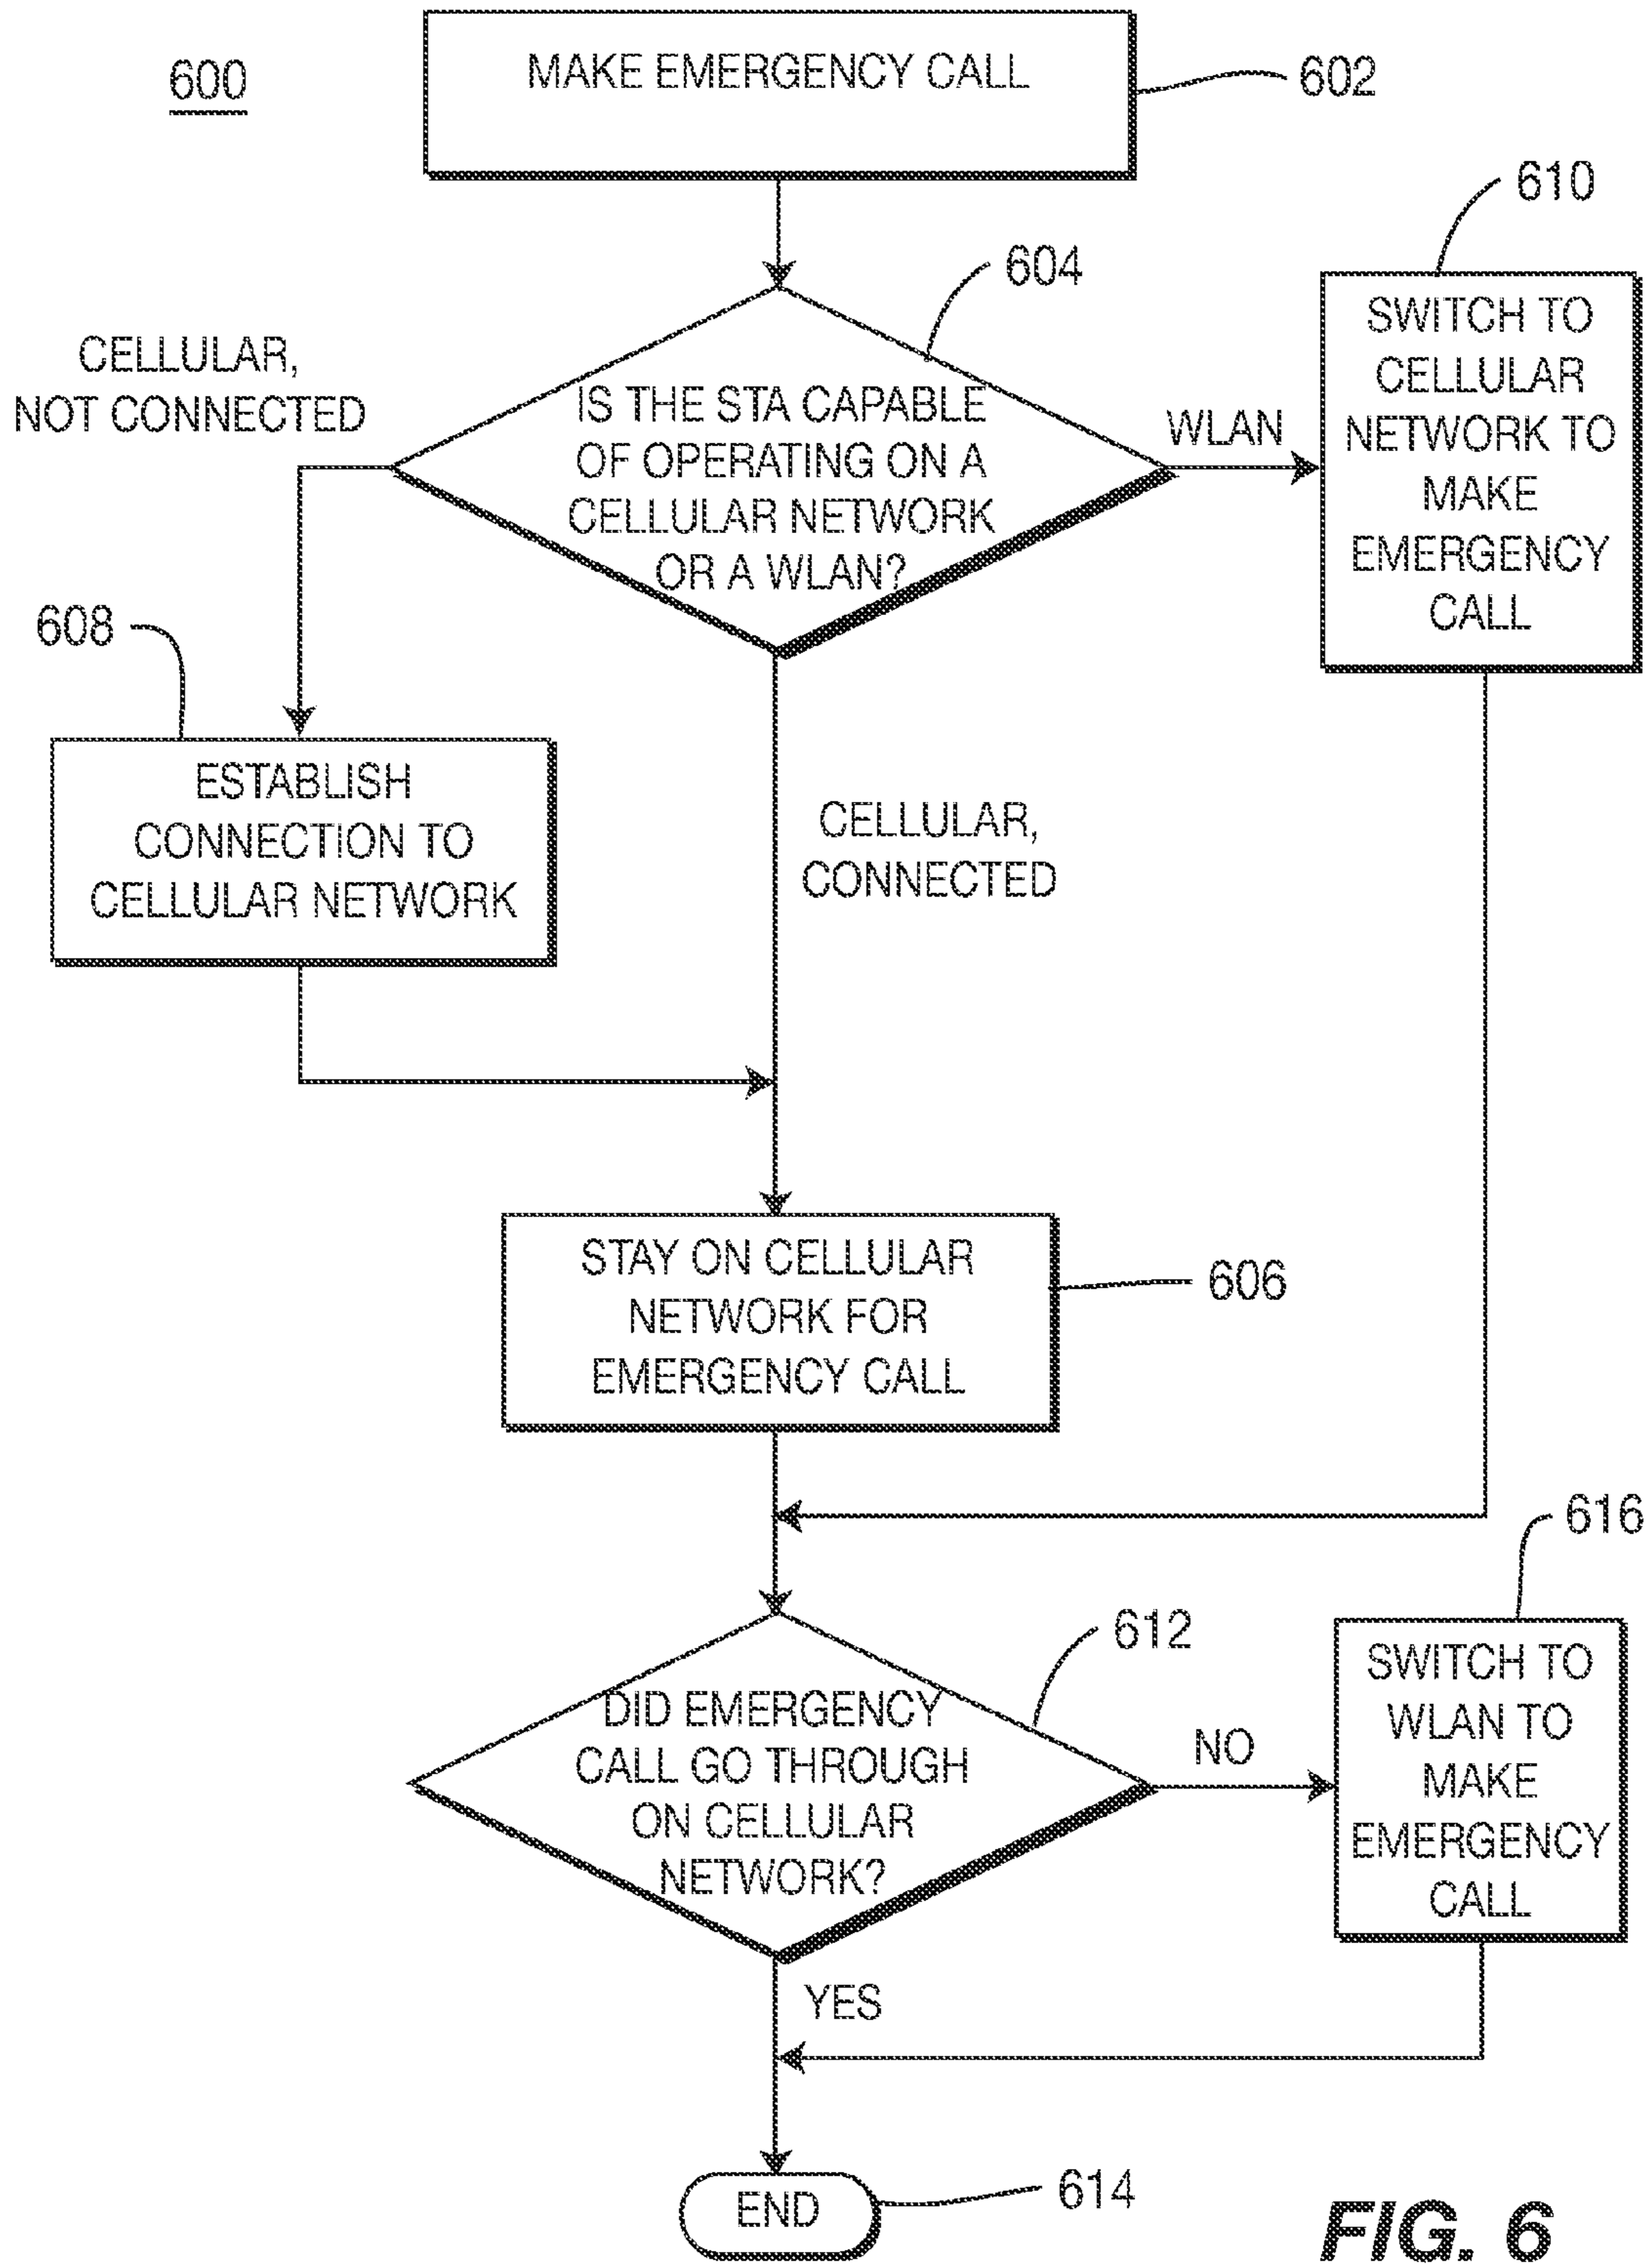 600
MAKE EMERGENCY CALL
602
610
604
SWITCH TO
CELLULAR
NETWORK TO
MAKE
EMERGENCY
CALL
CELLULAR,
NOT CONNECTED
IS THE STA CAPABLE
OF OPERATING ON A
CELLULAR NETWORK
OR A WLAN?
WLAN
608
ESTABLISH
CONNECTION TO
CELLULAR NETWORK
CELLULAR,
CONNECTED
STAY ON CELLULAR
NETWORK FOR
EMERGENCY CALL
606
616
612
DID EMERGENCY
CALL GO THROUGH
ON CELLULAR
NETWORK?
NO
SWITCH TO
WLAN TO
MAKE
EMERGENCY
CALL
YES
END
614
FIG. 6